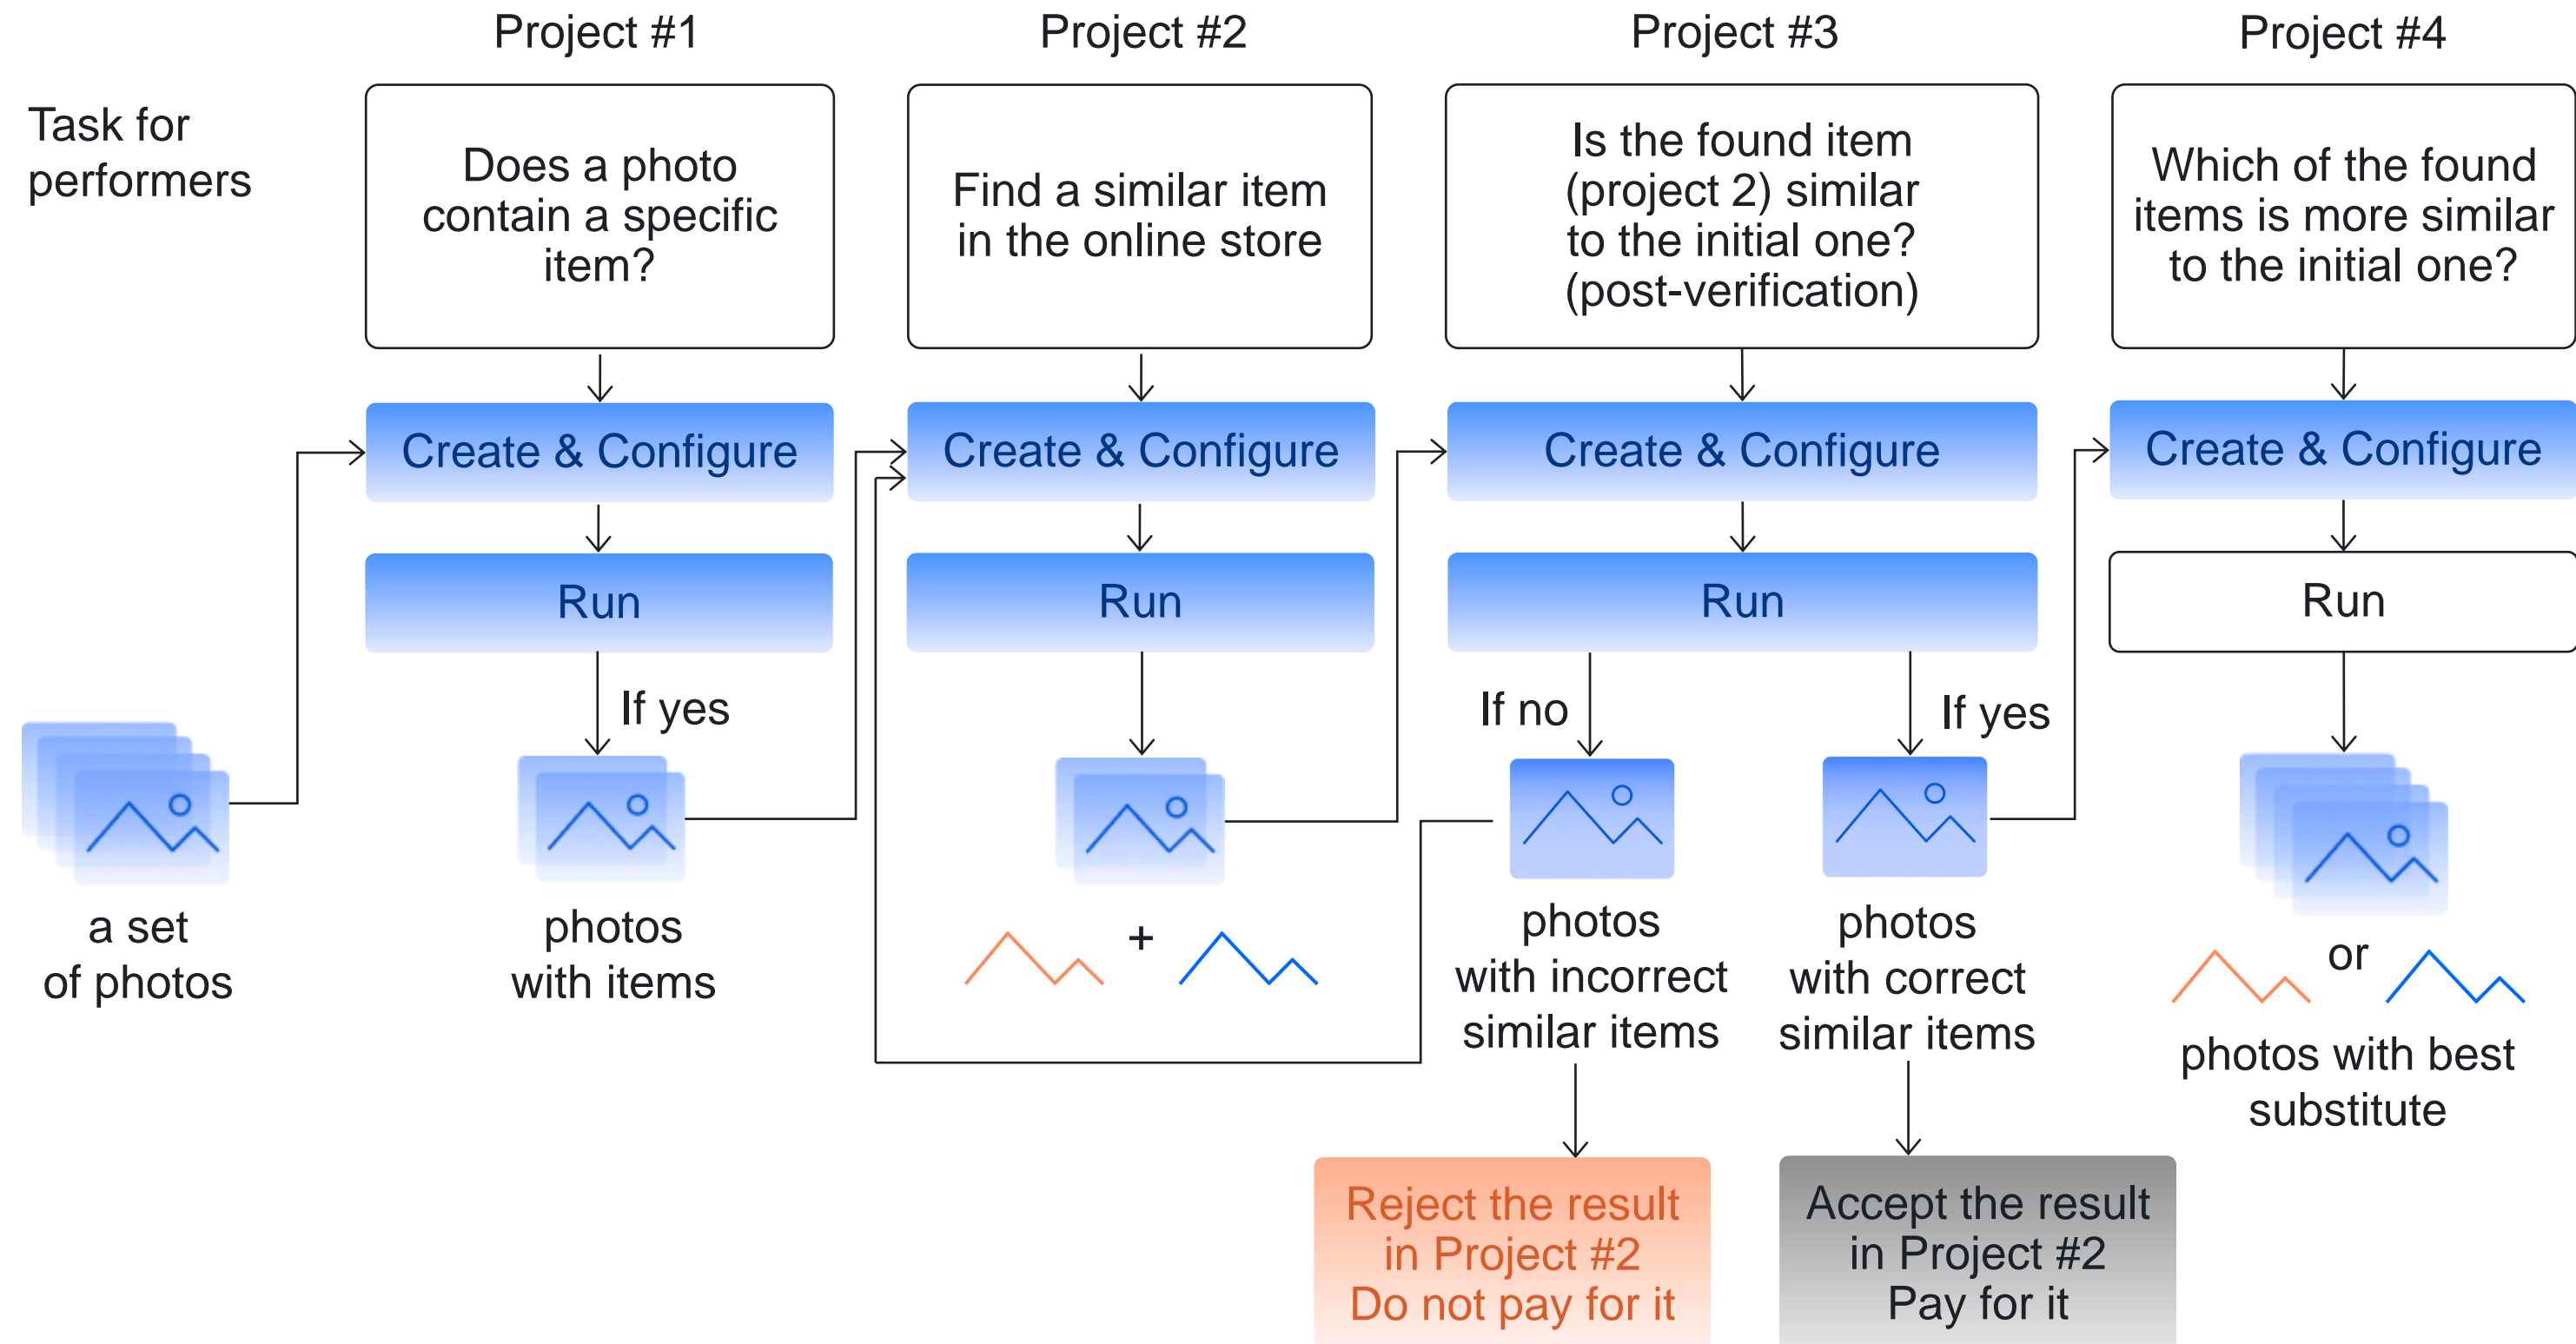 Project #1
Project #2
Project #3
Project #4
Task for
performers
Does a photo
contain a specific
item?
Find a similar item
in the online store
Is the found item
(project 2) similar
to the initial one?
(post-verification)
Which of the found
items is more similar
to the initial one?
Create & Configure
Create & Configure
Create & Configure
Create & Configure
Run
Run
Run
Run
If yes
If no
If yes
a set
of photos
photos
with items
+
photos
with incorrect
similar items
photos
with correct
similar items
or
photos with best
substitute
Reject the result
in Project #2
Do not pay for it
Accept the result
in Project #2
Pay for it